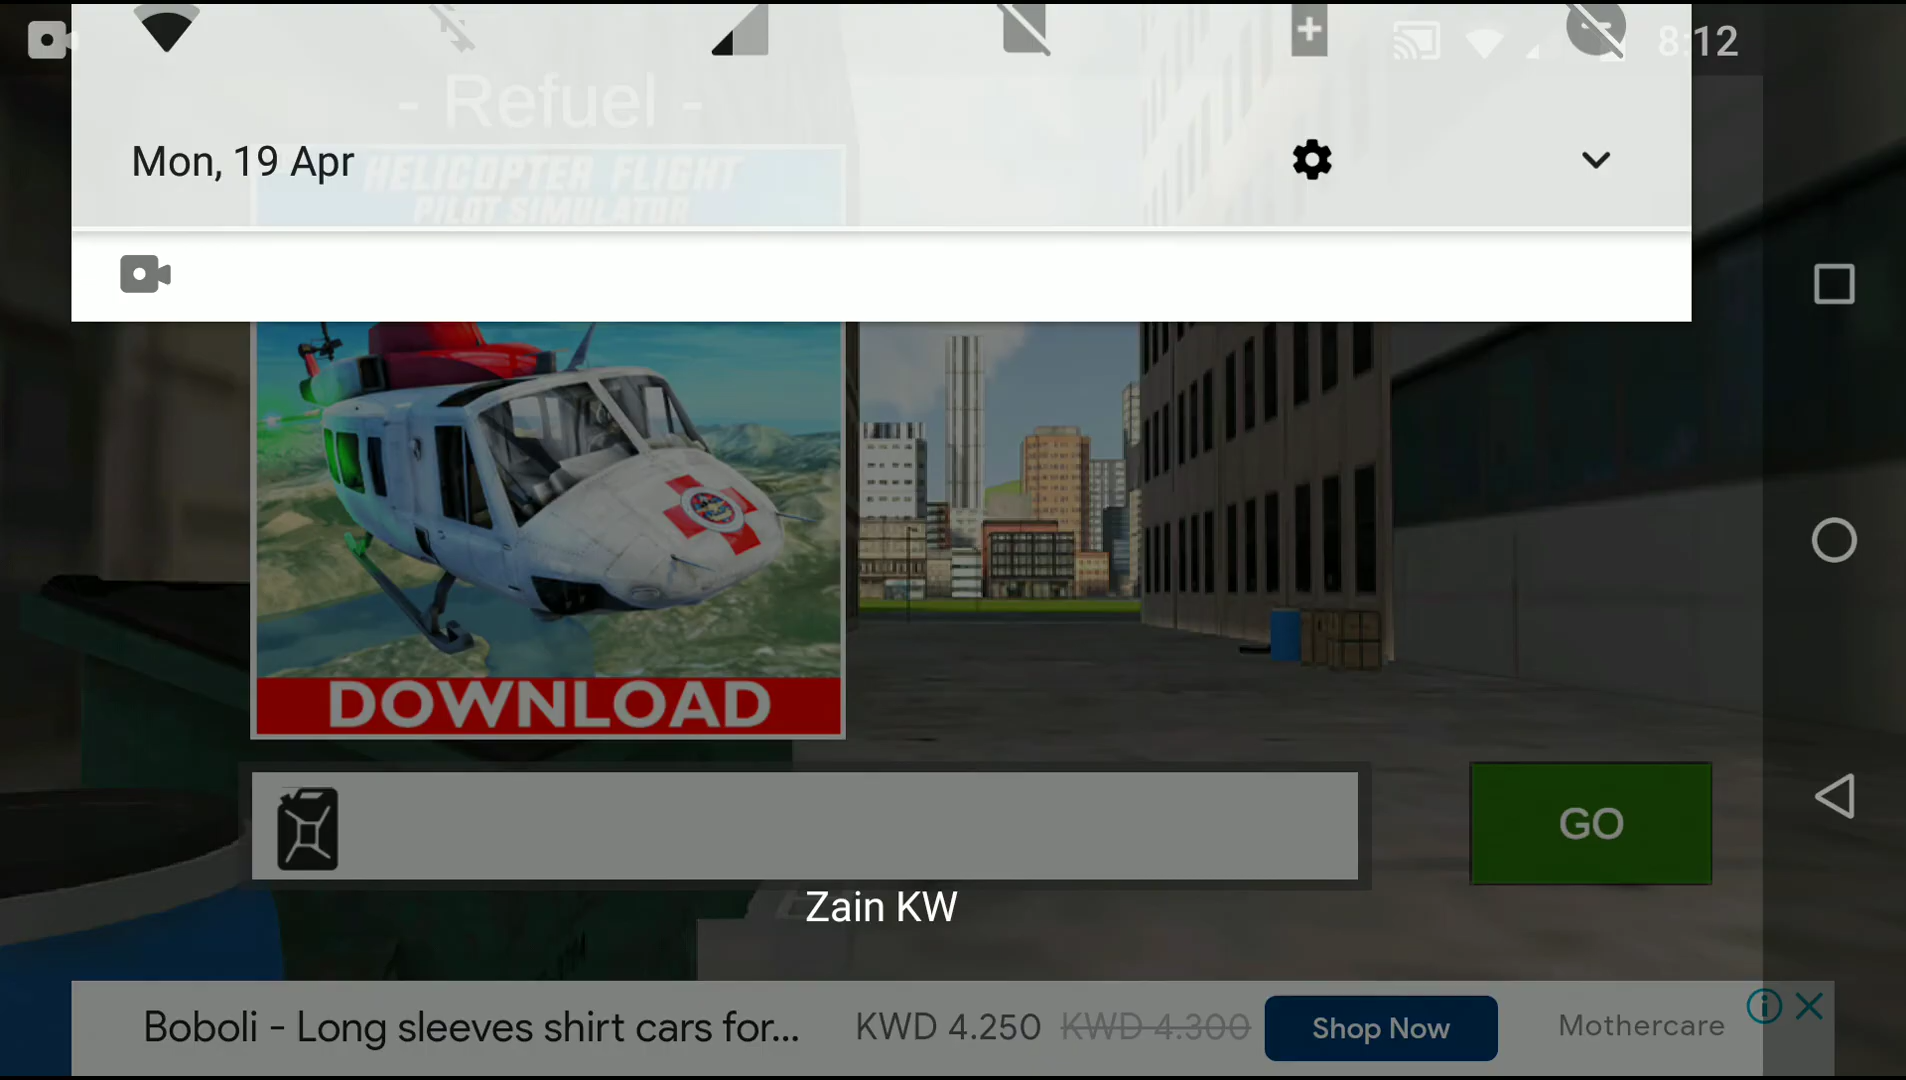 8:12
- Refuel -
Mon, 19 Apr
HELICOPTER FLIGHT
PILOT SIMULATOR
DOWNLOAD
GO
Zain KW
Boboli - Long sleeves shirt cars for... KWD 4.250 KWD 4.300 Shop Now Mothercare